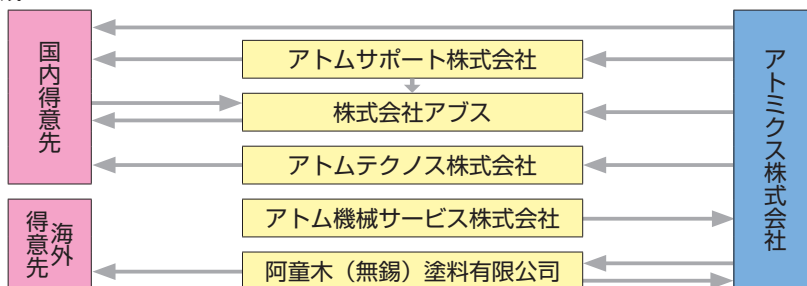 国内得意先
アトムサポート株式会社
株式会社アブス
アトムテクノス株式会社
アトム機械サービス株式会社
阿童木（無錫）塗料有限公司
海外
得意先
アトミクス株式会社